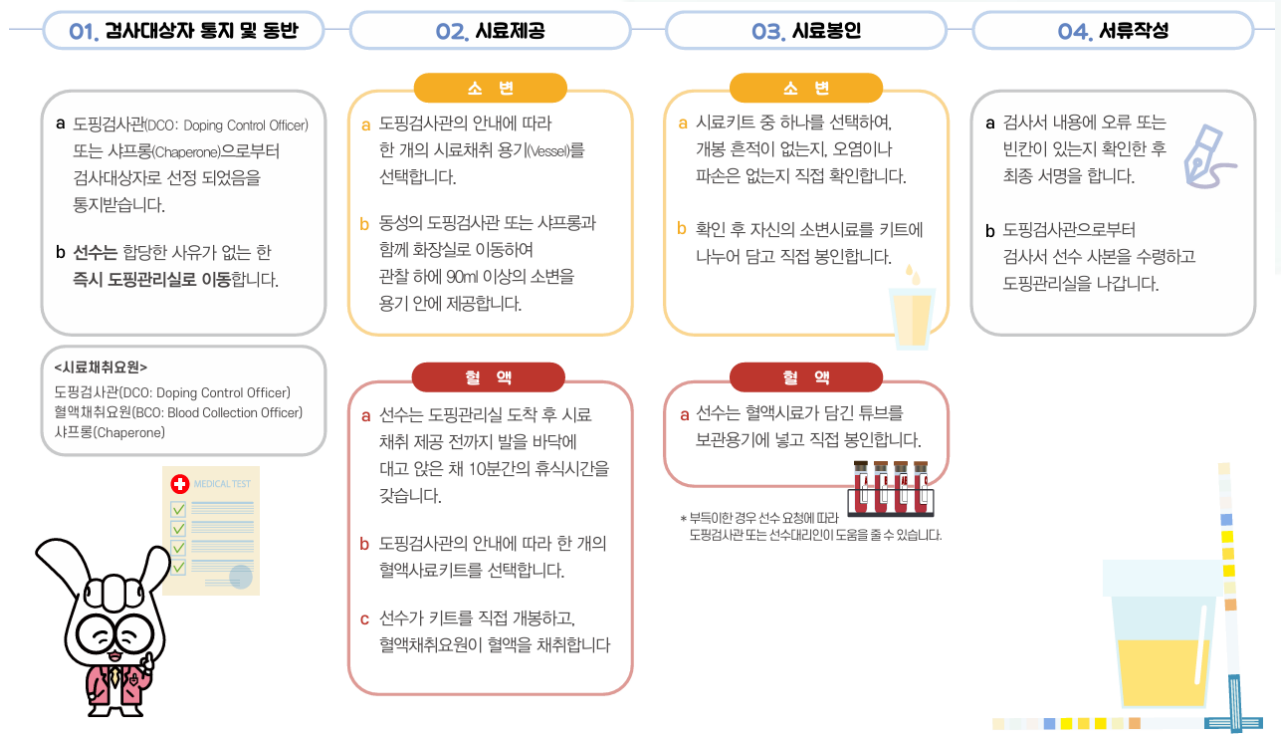 01. 검사대상자 통지 및 동반
a 도핑검사관(DCO: Doping Control Officer)
또는 샤프롱(Chaperone)으로부터
검사대상자로 선정 되었음을
통지받습니다.
b 선수는 합당한 사유가 없는 한
즉시 도핑관리실로 이동합니다.
<시료채취요원>
도핑검사관(DCO: Doping Control Officer)
혈액채취요원(BCO: Blood Collection Officer)
샤프롱(Chaperone)
MEDICAL TEST
02. 시료제공
소 변
a 도핑검사관의 안내에 따라
한 개의 시료채취 용기(Vessel)를
선택합니다.
b 동성의 도핑검사관 또는 샤프롱과
함께 화장실로 이동하여
관찰 하에 90ml 이상의 소변을
용기 안에 제공합니다.
혈 액
a 선수는 도핑관리실 도착 후 시료
채취 제공 전까지 발을 바닥에
대고 앉은 채 10분간의 휴식시간을
갖습니다.
b 도핑검사관의 안내에 따라 한 개의
혈액사료키트를 선택합니다.
c 선수가 키트를 직접 개봉하고,
혈액채취요원이 혈액을 채취합니다
03. 시료봉인
소 변
a 시료키트 중 하나를 선택하여,
개봉 흔적이 없는지, 오염이나
파손은 없는지 직접 확인합니다.
b 확인 후 자신의 소변시료를 키트에
나누어 담고 직접 봉인합니다.
혈 액
a 선수는 혈액시료가 담긴 튜브를
보관용기에 넣고 직접 봉인합니다.
* 부득이한 경우 선수 요청에 따라
도핑검사관 또는 선수대리인이 도움을 줄 수 있습니다.
04. 서류작성
a 검사서 내용에 오류 또는
빈칸이 있는지 확인한 후
최종 서명을 합니다.
b 도핑검사관으로부터
검사서 선수 사본을 수령하고
도핑관리실을 나갑니다.